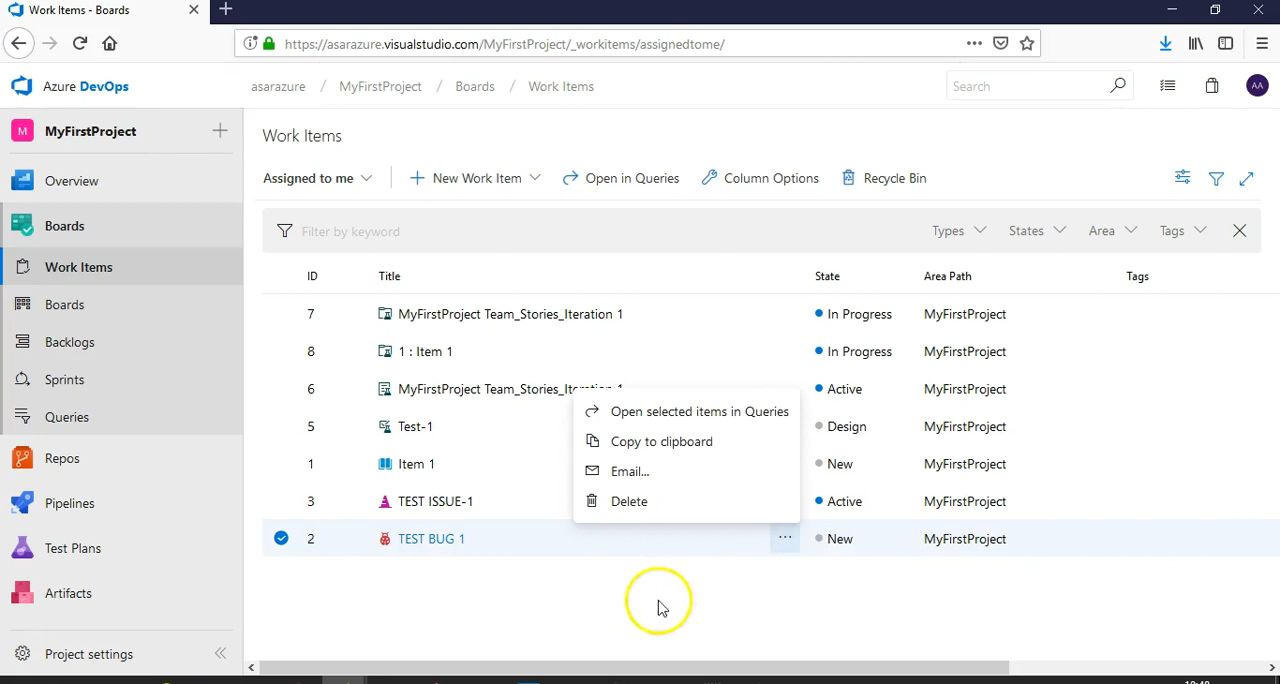 Work Items - Boards
https://asarazure.visualstudio.com/MyFirstProject/_workitems/assignedtome/
Azure DevOps
asarazure / MyFirstProject / Boards / Work Items
Search
AA
M MyFirstProject
Overview
Boards
Work Items
Boards
Backlogs
Sprints
Queries
Repos
Pipelines
Test Plans
Artifacts
Project settings
Work Items
Assigned to me
New Work Item
Open in Queries
Column Options
Recycle Bin
Filter by keyword
Types
States
Area
Tags
ID Title State Area Path Tags
7 MyFirstProject Team_Stories_Iteration 1 In Progress MyFirstProject
8 1 : Item 1 In Progress MyFirstProject
6 MyFirstProject Team_Stories_Iteration 1 Active MyFirstProject
5 Test-1 Design MyFirstProject
1 Item 1 New MyFirstProject
3 TEST ISSUE-1 Active MyFirstProject
2 TEST BUG 1 ... New MyFirstProject
Open selected items in Queries
Copy to clipboard
Email...
Delete